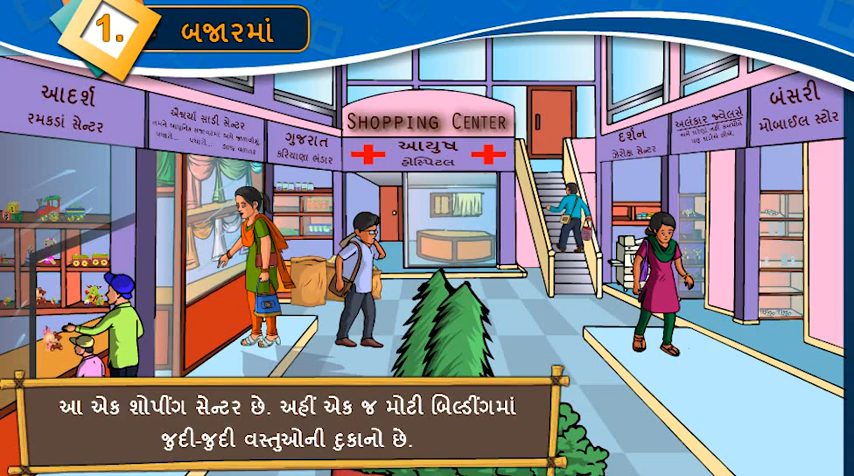 1. બજારમાં
આદર્શ
રમકડાં સેન્ટર
ઐશ્વર્યા સાડી સેન્ટર
ગુજરાત
કરિયાણા ભંડાર
SHOPPING CENTER
આયુષ
હોસ્પિટલ
દર્શન
ઝેરોક્ષ સેન્ટર
અલંકાર જ્વેલર્સ
બંસરી
મોબાઈલ સ્ટોર
આ એક શોપીંગ સેન્ટર છે. અહીં એક જ મોટી બિલ્ડીંગમાં
જુદી-જુદી વસ્તુઓની દુકાનો છે.